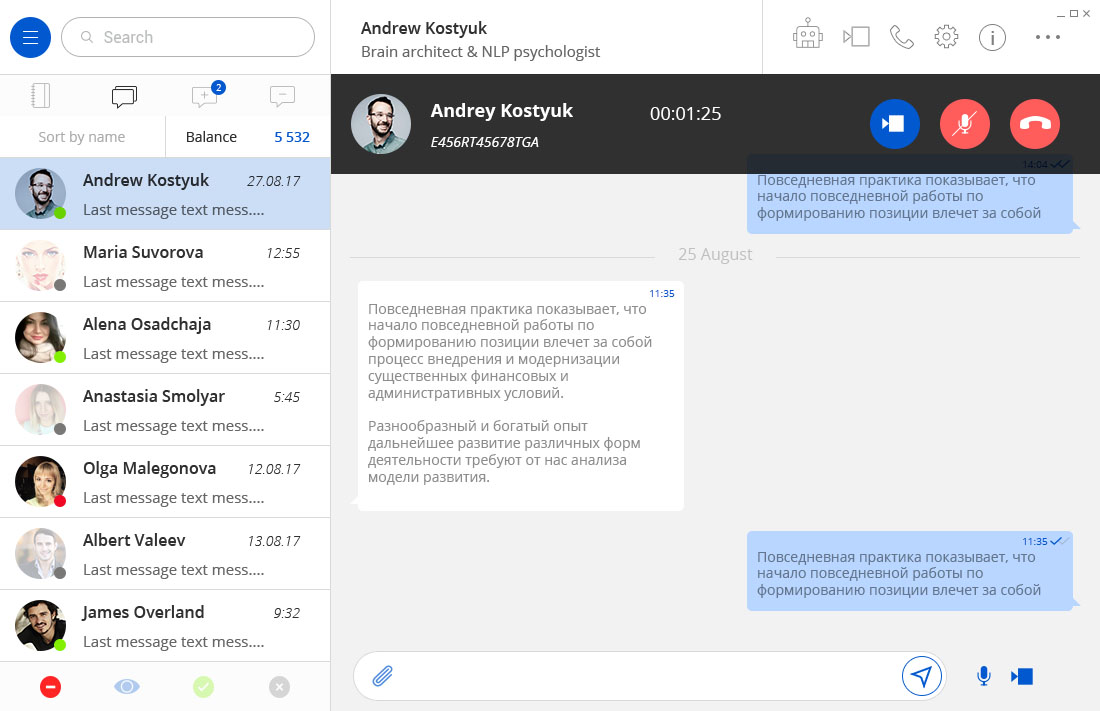 Search
2
Sort by name
Balance
5 532
Andrew Kostyuk
27.08.17
Last message text mess....
Maria Suvorova
12:55
Last message text mess....
Alena Osadchaja
11:30
Last message text mess....
Anastasia Smolyar
5:45
Last message text mess....
Olga Malegonova
12.08.17
Last message text mess....
Albert Valeev
13.08.17
Last message text mess....
James Overland
9:32
Last message text mess....
Andrew Kostyuk
Brain architect & NLP psychologist
Andrey Kostyuk
00:01:25
E456RT45678TGA
14:04
Повседневная практика показывает, что
начало повседневной работы по
формированию позиции влечет за собой
25 August
11:35
Повседневная практика показывает, что
начало повседневной работы по
формированию позиции влечет за собой
процесс внедрения и модернизации
существенных финансовых и
административных условий.
Разнообразный и богатый опыт
дальнейшее развитие различных форм
деятельности требуют от нас анализа
модели развития.
11:35
Повседневная практика показывает, что
начало повседневной работы по
формированию позиции влечет за собой